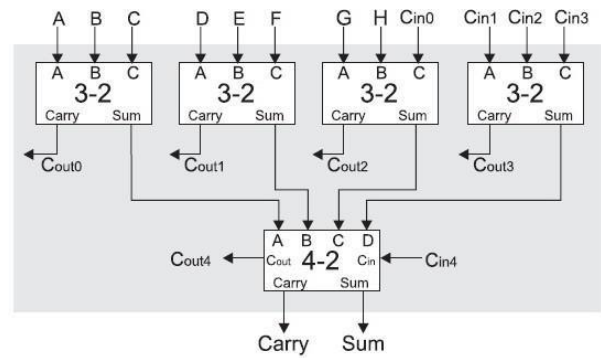 A B C D E F G H Cin0 Cin1 Cin2 Cin3
A B C A B C A B C A B C
3-2 3-2 3-2 3-2
Carry Sum Carry Sum Carry Sum Carry Sum
Cout0 Cout1 Cout2 Cout3
A B C D
Cout4 Cout 4-2 Cin Cin4
Carry Sum
Carry Sum